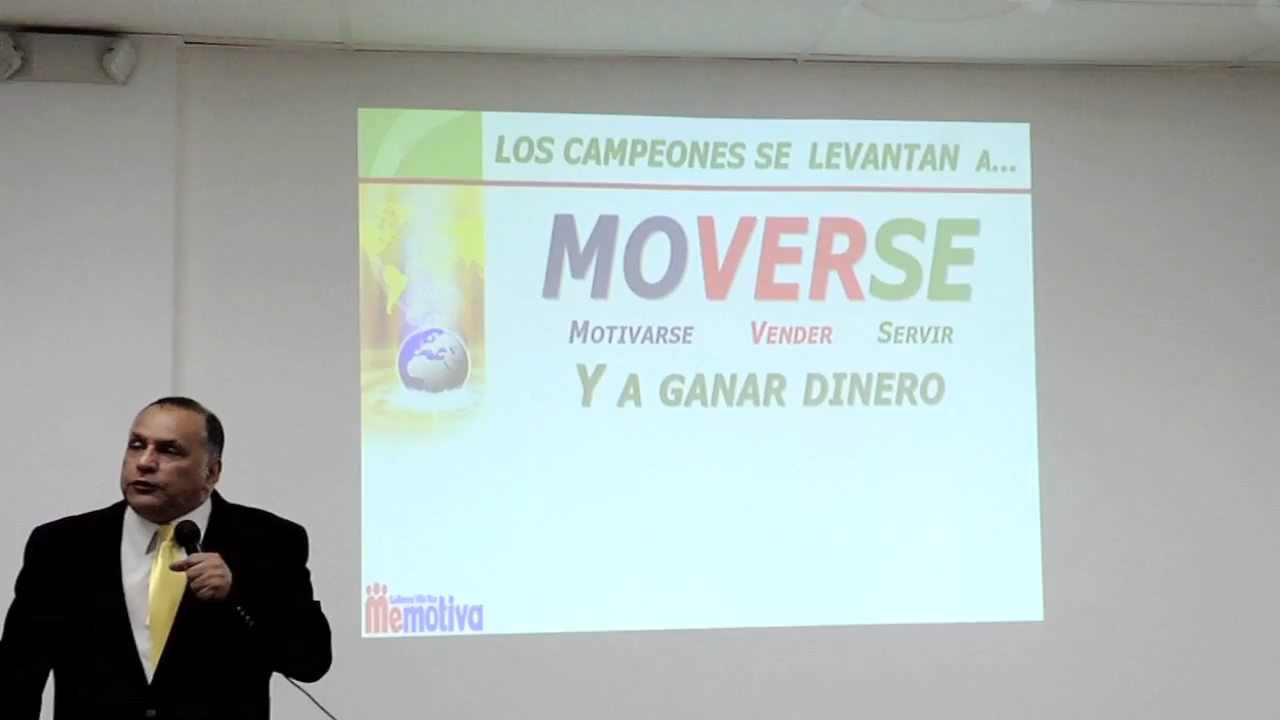 LOS CAMPEONES SE LEVANTAN A...
MOVERSE
MOTIVARSE VENDER SERVIR
Y A GANAR DINERO
Memotiva